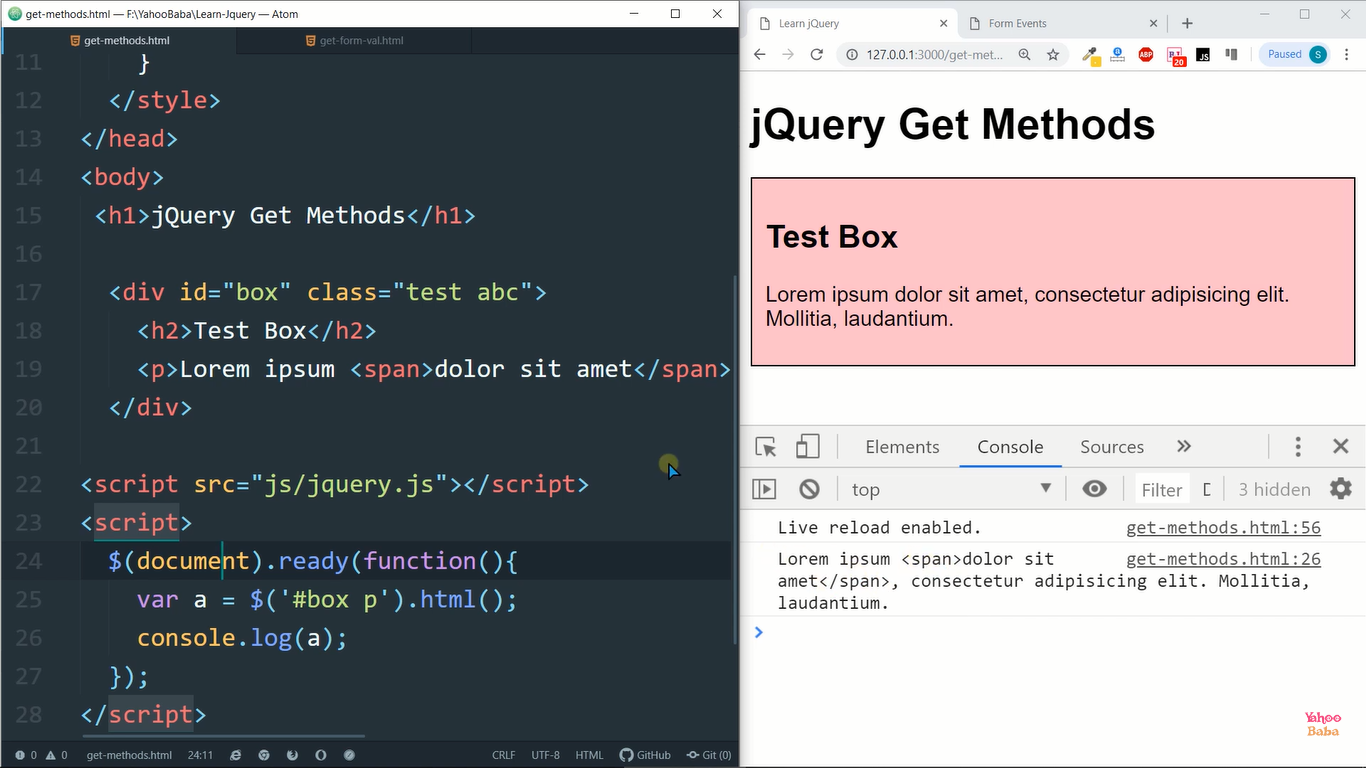 get-methods.html — F:\YahooBaba\Learn-Jquery — Atom
get-methods.html
get-form-val.html
11 }
12 </style>
13 </head>
14 <body>
15 <h1>jQuery Get Methods</h1>
16
17 <div id="box" class="test abc">
18 <h2>Test Box</h2>
19 <p>Lorem ipsum <span>dolor sit amet</span>
20 </div>
21
22 <script src="js/jquery.js"></script>
23 <script>
24 $(document).ready(function(){
25 var a = $('#box p').html();
26 console.log(a);
27 });
28 </script>
0 0 get-methods.html 24:11 CRLF UTF-8 HTML GitHub Git (0)
Learn jQuery
Form Events
127.0.0.1:3000/get-met... ABP 20 JS Paused S
jQuery Get Methods
Test Box
Lorem ipsum dolor sit amet, consectetur adipisicing elit.
Mollitia, laudantium.
Elements Console Sources
top Filter 3 hidden
Live reload enabled. get-methods.html:56
Lorem ipsum <span>dolor sit get-methods.html:26
amet</span>, consectetur adipisicing elit. Mollitia,
laudantium.
Yahoo
Baba